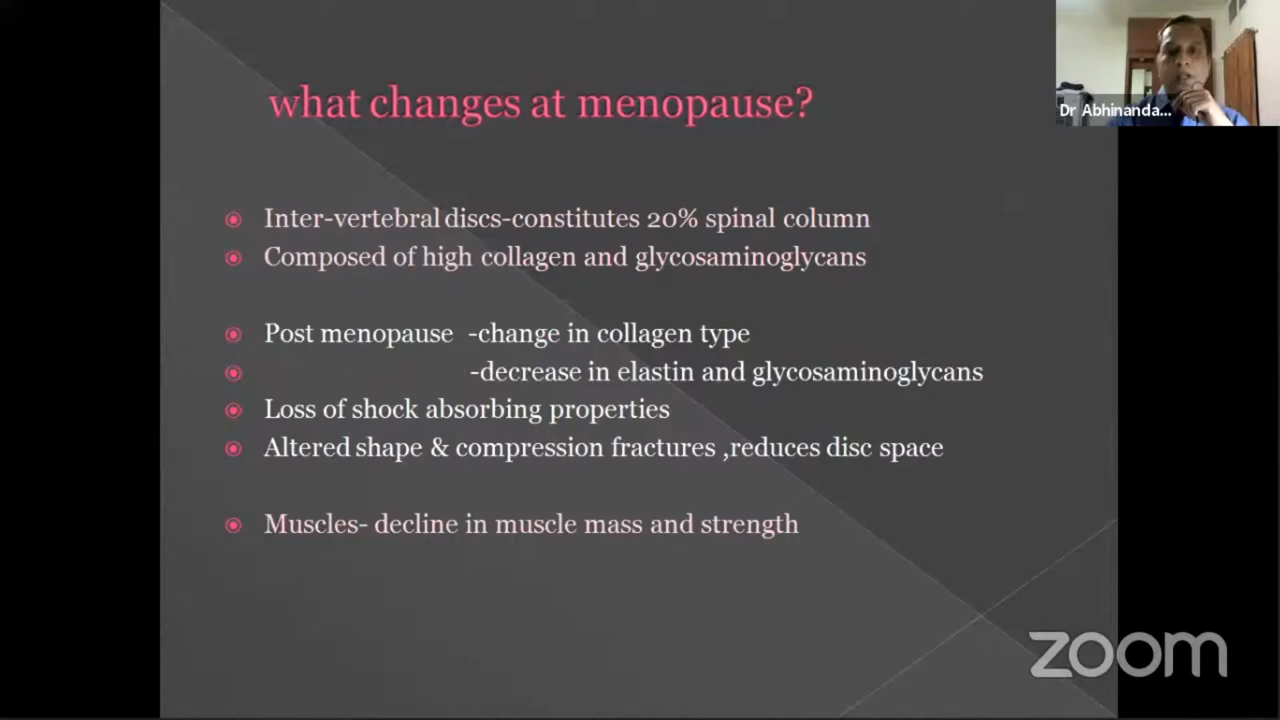 what changes at menopause?
Dr Abhinanda...
Inter-vertebral discs-constitutes 20% spinal column
Composed of high collagen and glycosaminoglycans
Post menopause -change in collagen type
-decrease in elastin and glycosaminoglycans
Loss of shock absorbing properties
Altered shape & compression fractures ,reduces disc space
Muscles- decline in muscle mass and strength
zoom